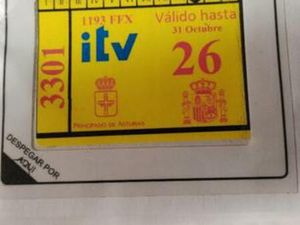 1193 FFX
Válido hasta
31 Octubre
itv
26
3301
PRINCIPADO DE ASTURIAS
DESPEGAR POR
AQUÍ